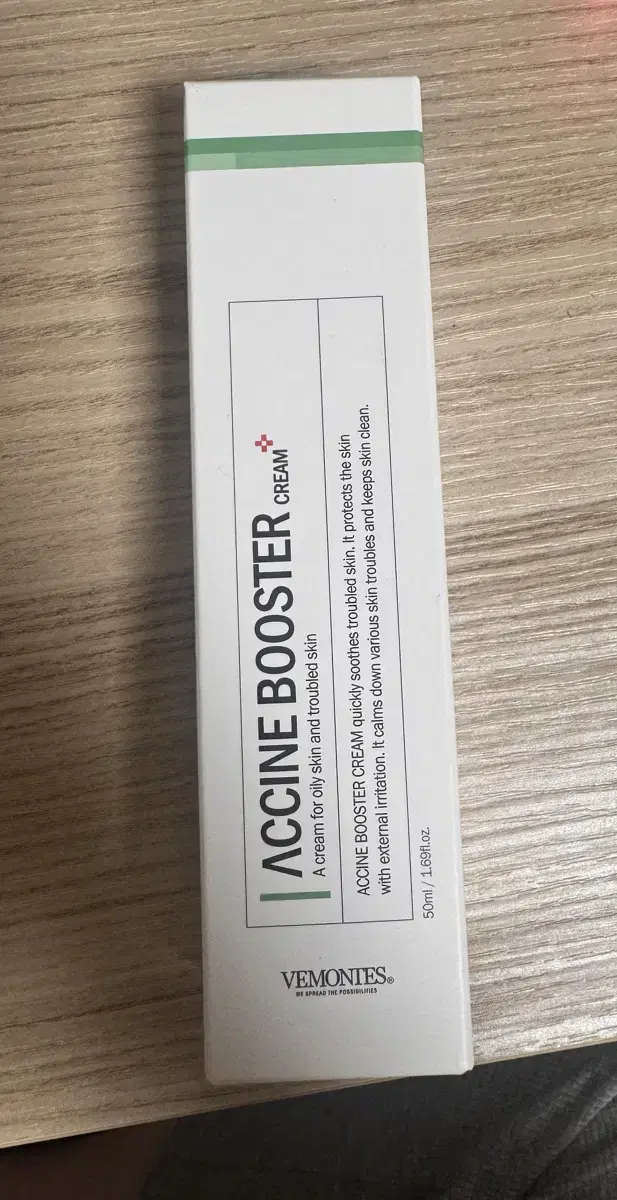 ACCINE BOOSTER CREAM
A cream for oily skin and troubled skin
ACCINE BOOSTER CREAM quickly soothes troubled skin. It protects the skin
with external irritation. It calms down various skin troubles and keeps skin clean.
50ml / 1.69fl.oz.
VEMONTES®
WE SPREAD THE POSSIBILITIES